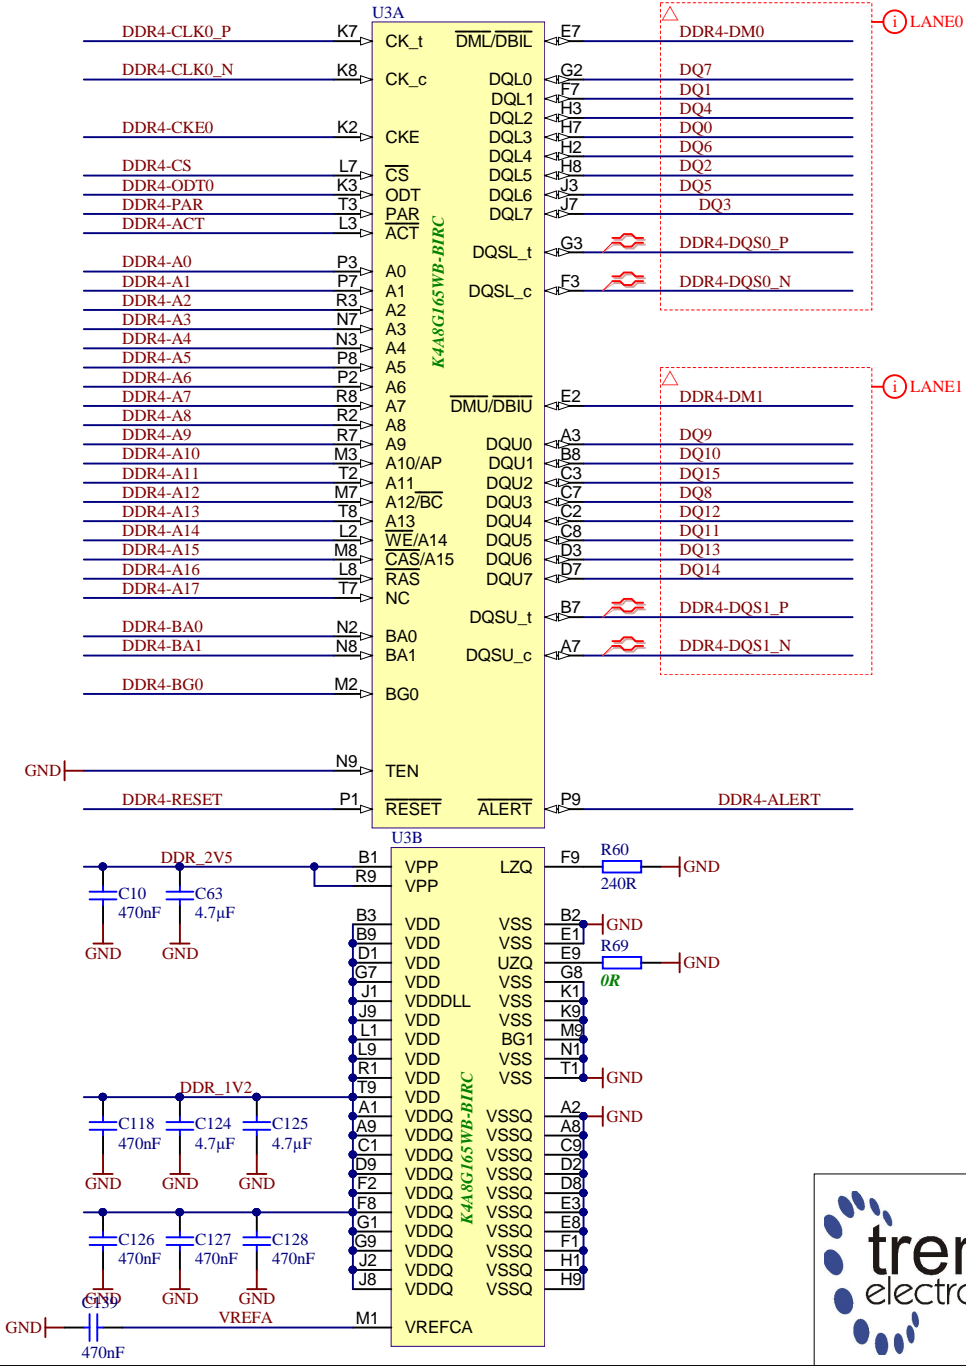 U3A
DDR4-CLK0_P K7 CK_t DML/DBIL E7 DDR4-DM0 LANE0
DDR4-CLK0_N K8 CK_c DQL0 G2 DQ7
DQL1 F7 DQ1
DQL2 H3 DQ4
DDR4-CKE0 K2 CKE DQL3 H7 DQ0
DQL4 H2 DQ6
DDR4-CS L7 CS DQL5 H8 DQ2
DDR4-ODT0 K3 ODT DQL6 J3 DQ5
DDR4-PAR T3 PAR DQL7 J7 DQ3
DDR4-ACT L3 ACT
DQSL_t G3 DDR4-DQS0_P
DDR4-A0 P3 A0
DDR4-A1 P7 A1 DQSL_c F3 DDR4-DQS0_N
DDR4-A2 R3 A2
DDR4-A3 N7 A3
K4A8G165WB-BIRC
DDR4-A4 N3 A4
DDR4-A5 P8 A5
DDR4-A6 P2 A6
DDR4-A7 R8 A7 DMU/DBIU E2 DDR4-DM1 LANE1
DDR4-A8 R2 A8
DDR4-A9 R7 A9 DQU0 A3 DQ9
DDR4-A10 M3 A10/AP DQU1 B8 DQ10
DDR4-A11 T2 A11 DQU2 C3 DQ15
DDR4-A12 M7 A12/BC DQU3 C7 DQ8
DDR4-A13 T8 A13 DQU4 C2 DQ12
DDR4-A14 L2 WE/A14 DQU5 C8 DQ11
DDR4-A15 M8 CAS/A15 DQU6 D3 DQ13
DDR4-A16 L8 RAS DQU7 D7 DQ14
DDR4-A17 T7 NC
DQSU_t B7 DDR4-DQS1_P
DDR4-BA0 N2 BA0
DDR4-BA1 N8 BA1 DQSU_c A7 DDR4-DQS1_N
DDR4-BG0 M2 BG0
GND N9 TEN
DDR4-RESET P1 RESET ALERT P9 DDR4-ALERT
U3B
DDR_2V5 B1 VPP LZQ F9 R60 GND
R9 VPP 240R
C10 C63
470nF 4.7µF
B3 VDD VSS B2 GND
B9 VDD VSS E1
GND GND
D1 VDD UZQ E9 R69 GND
G7 VDD VSS G8 0R
J1 VDDDLL VSS K1
J9 VDD VSS K9
L1 VDD BG1 M9
L9 VDD VSS N1
R1 VDD VSS T1 GND
DDR_1V2 T9 VDD
A1 VDDQ VSSQ A2 GND
C118 C124 C125
A9 VDDQ VSSQ A8
470nF 4.7µF 4.7µF
C1 VDDQ VSSQ C9
K4A8G165WB-BIRC
D9 VDDQ VSSQ D2
GND GND GND
F2 VDDQ VSSQ D8
F8 VDDQ VSSQ E3
G1 VDDQ VSSQ E8
C126 C127 C128
G9 VDDQ VSSQ F1
470nF 470nF 470nF
J2 VDDQ VSSQ H1
J8 VDDQ VSSQ H9
GND GND GND
C139
GND VREFA M1 VREFCA
470nF
tren
electro